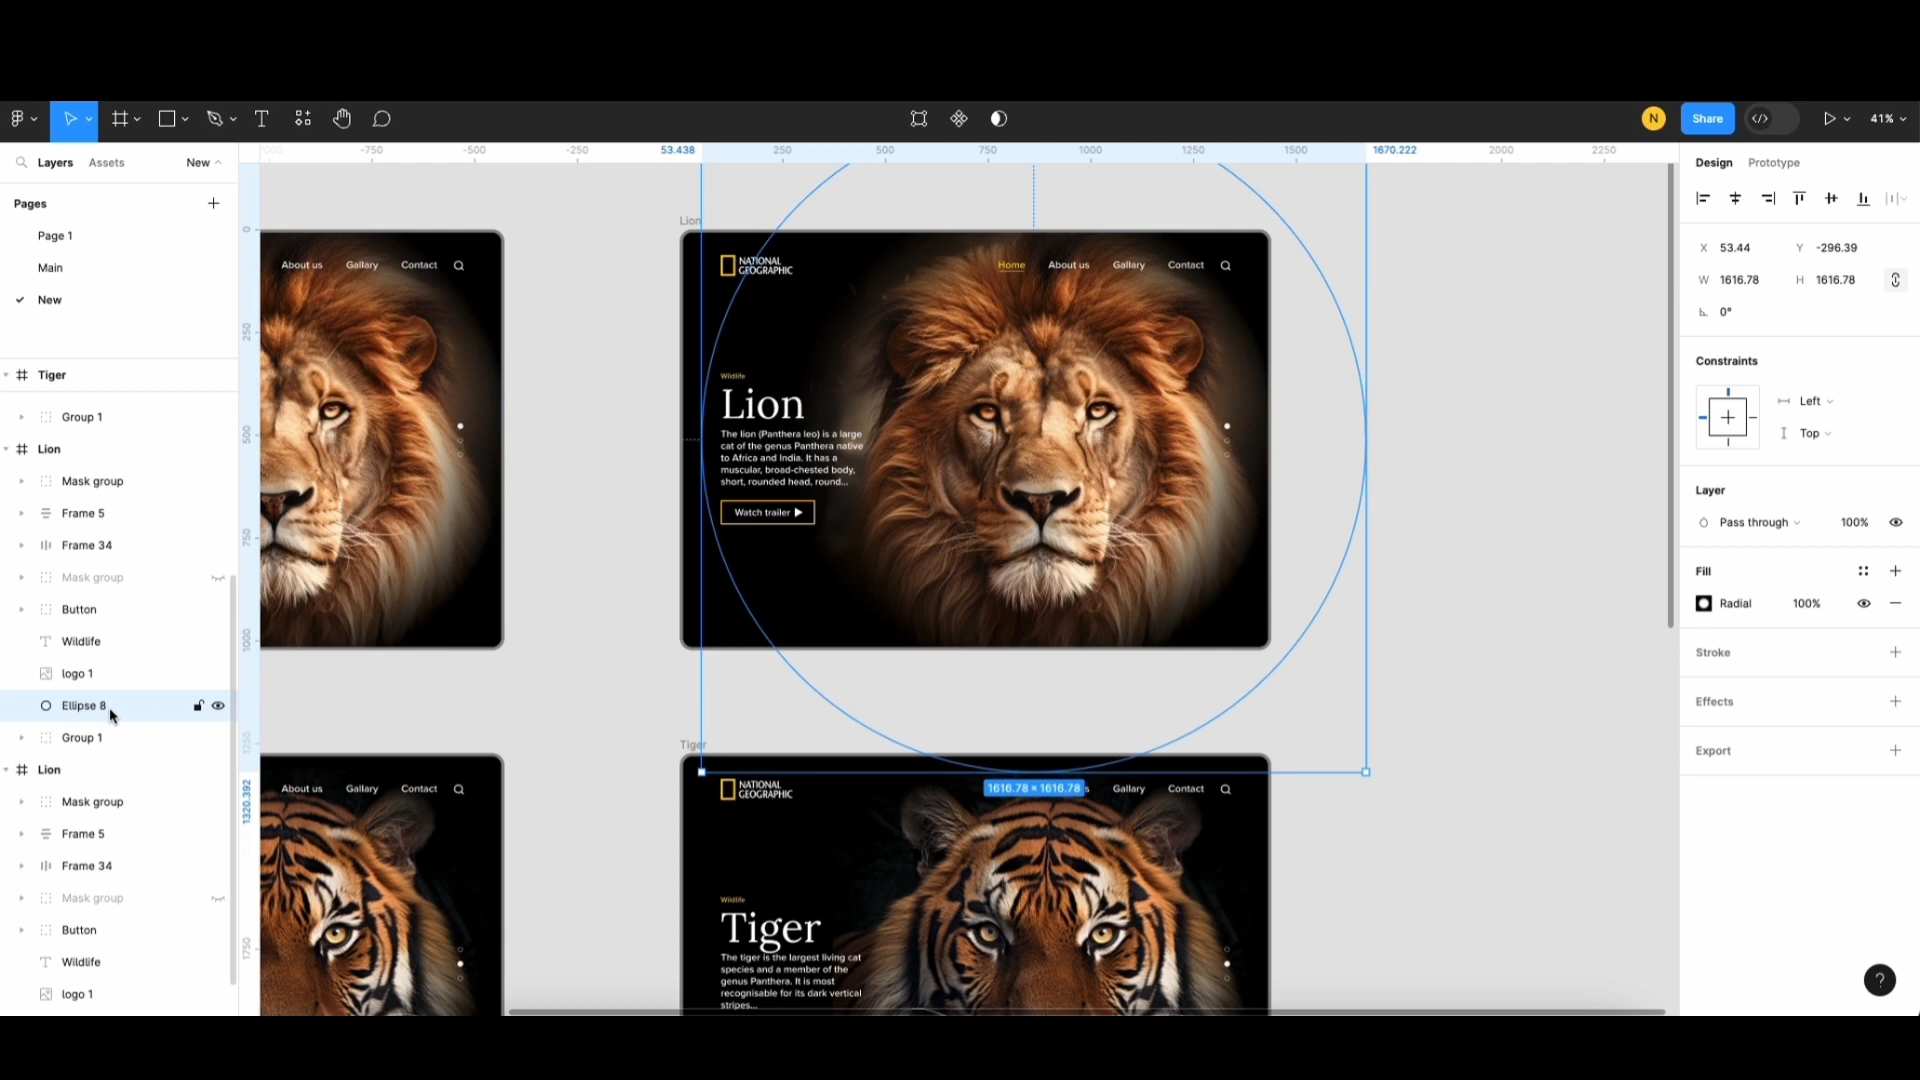 N
Share
41%
Layers
Assets
New
Pages
Page 1
Main
New
Tiger
Group 1
Lion
Mask group
Frame 5
Frame 34
Mask group
Button
Wildlife
logo 1
Ellipse 8
Group 1
Lion
Mask group
Frame 5
Frame 34
Mask group
Button
Wildlife
logo 1
-750
-500
-250
53.438
250
500
750
1000
1250
1500
1670.222
2000
2250
0
250
500
750
1000
1250
1320.392
1750
About us
Gallary
Contact
About us
Gallary
Contact
Lion
NATIONAL
GEOGRAPHIC
Home
About us
Gallary
Contact
Wildlife
Lion
The lion (Panthera leo) is a large
cat of the genus Panthera native
to Africa and India. It has a
muscular, broad-chested body,
short, rounded head, round...
Watch trailer
Tiger
NATIONAL
GEOGRAPHIC
1616.78 × 1616.78
Gallary
Contact
Wildlife
Tiger
The tiger is the largest living cat
species and a member of the
genus Panthera. It is most
recognisable for its dark vertical
stripes...
Design
Prototype
X 53.44
Y -296.39
W 1616.78
H 1616.78
0°
Constraints
Left
Top
Layer
Pass through
100%
Fill
Radial
100%
Stroke
Effects
Export
?